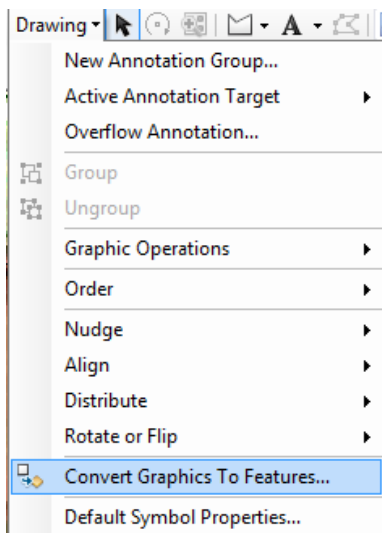 Drawing
A
New Annotation Group...
Active Annotation Target
Overflow Annotation...
Group
Ungroup
Graphic Operations
Order
Nudge
Align
Distribute
Rotate or Flip
Convert Graphics To Features...
Default Symbol Properties...